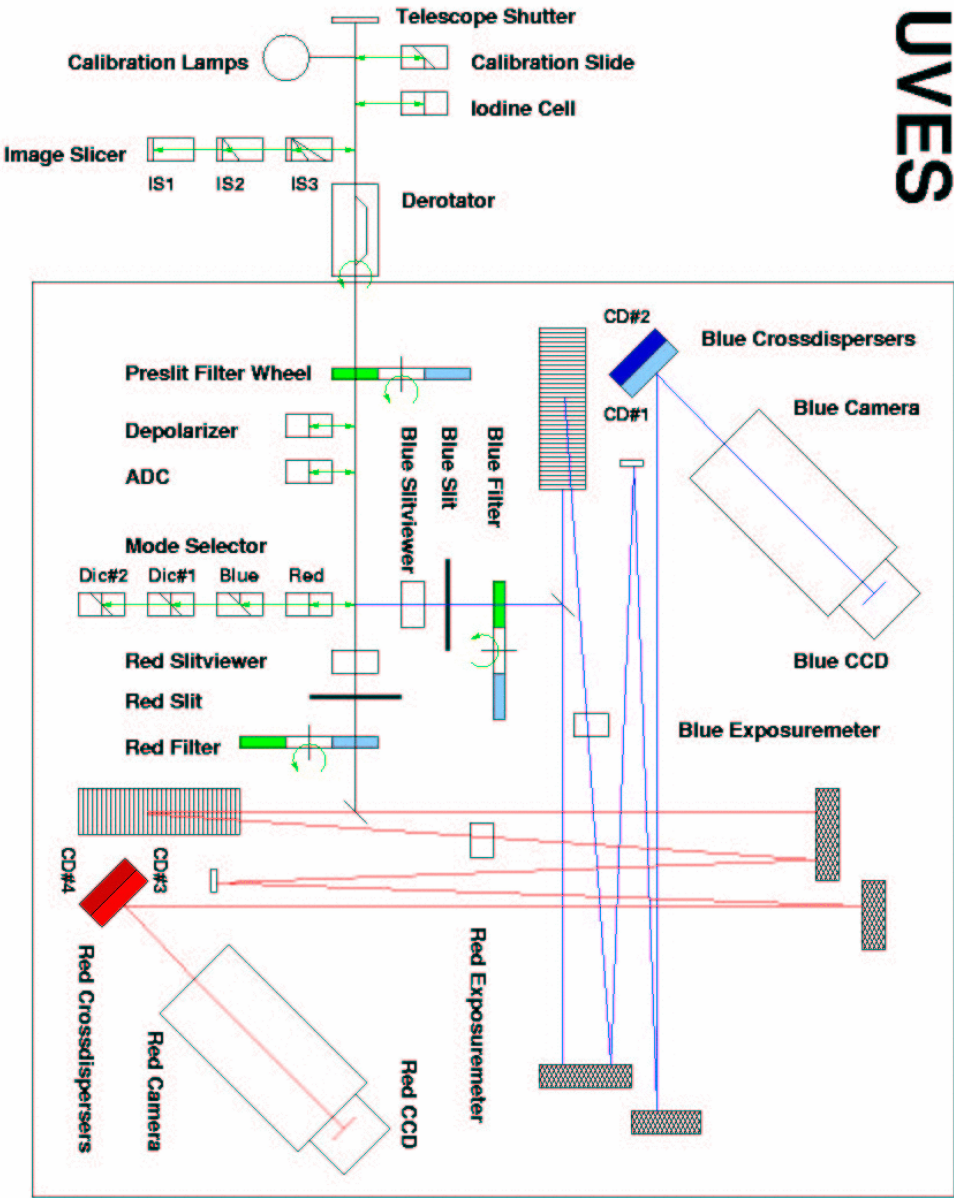 UVES
Telescope Shutter
Calibration Lamps
Calibration Slide
Iodine Cell
Image Slicer
IS1
IS2
IS3
Derotator
CD#2
Blue Crossdispersers
Preslit Filter Wheel
CD#1
Blue Camera
Depolarizer
ADC
Blue Slitviewer
Blue Slit
Blue Filter
Mode Selector
Dic#2
Dic#1
Blue
Red
Red Slitviewer
Blue CCD
Red Slit
Blue Exposuremeter
Red Filter
CD#3
CD#4
Red Crossdispersers
Red Camera
Red CCD
Red Exposuremeter